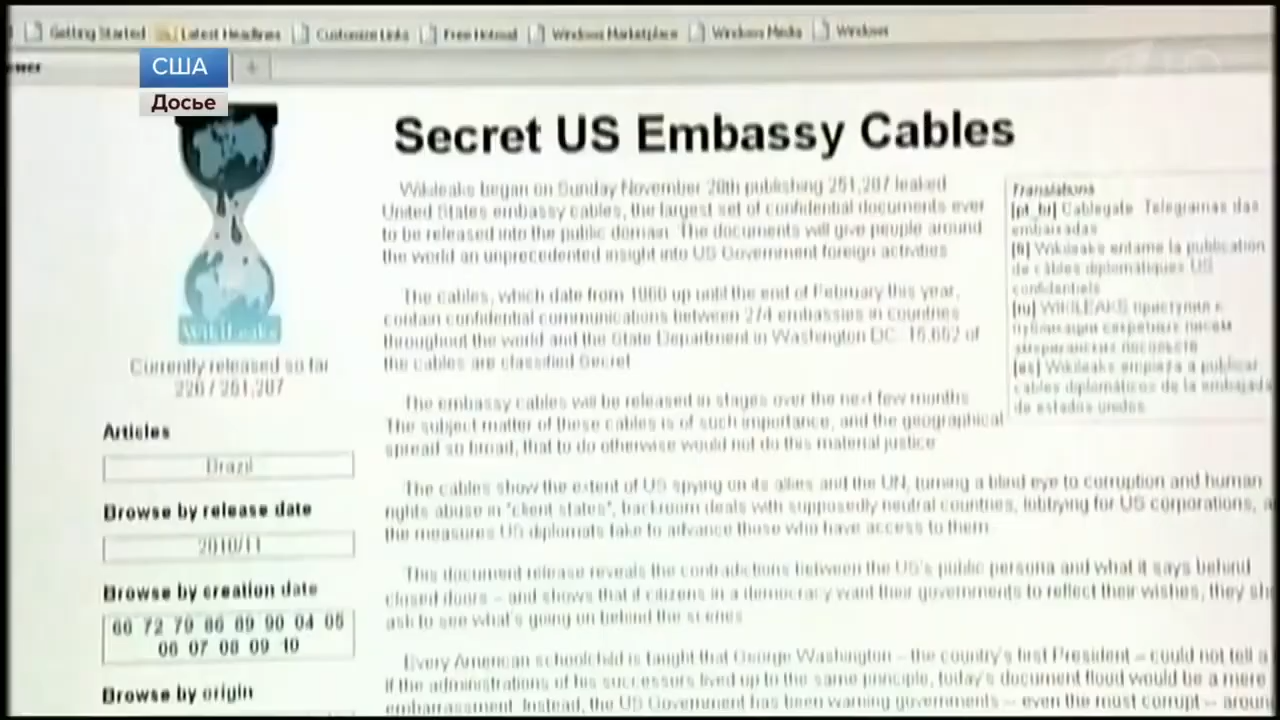 Getting Started Latest Headlines Customize Links Free Hotmail Windows Marketplace Windows Media Windows
США
Досье
Secret US Embassy Cables
Wikileaks began on Sunday November 28th publishing 251,287 leaked
United States embassy cables, the largest set of confidential documents ever
to be released into the public domain. The documents will give people around
the world an unprecedented insight into US Government foreign activities.
The cables, which date from 1966 up until the end of February this year,
contain confidential communications between 274 embassies in countries
throughout the world and the State Department in Washington DC. 15,652 of
the cables are classified Secret.
The embassy cables will be released in stages over the next few months.
The subject matter of these cables is of such importance, and the geographical
spread so broad, that to do otherwise would not do this material justice.
The cables show the extent of US spying on its allies and the UN; turning a blind eye to corruption and human
rights abuse in "client states"; backroom deals with supposedly neutral countries; lobbying for US corporations;
the measures US diplomats take to advance those who have access to them.
This document release reveals the contradictions between the US's public persona and what it says behind
closed doors – and shows that if citizens in a democracy want their governments to reflect their wishes, they
ask to see what's going on behind the scenes.
Every American schoolchild is taught that George Washington – the country's first President – could not tell a
if the administrations of his successors lived up to the same principle, today's document flood would be a mere
embarrassment. Instead, the US Government has been warning governments -- even the most corrupt --
Translations
[pt_br] Cablegate: Telegramas das
embaixadas
[fr] Wikileaks entame la publication
de câbles diplomatiques US
confidentiels
[ru] WIKILEAKS приступил к
публикации секретных писем
американских посольств
[es] Wikileaks empieza a publicar
cables diplomáticos de la embajada
de estados unidos
WikiLeaks
Currently released so far
226 / 251,287
Articles
Brazil
Browse by release date
2010/11
Browse by creation date
66 72 79 86 89 90 04 05
06 07 08 09 10
Browse by origin